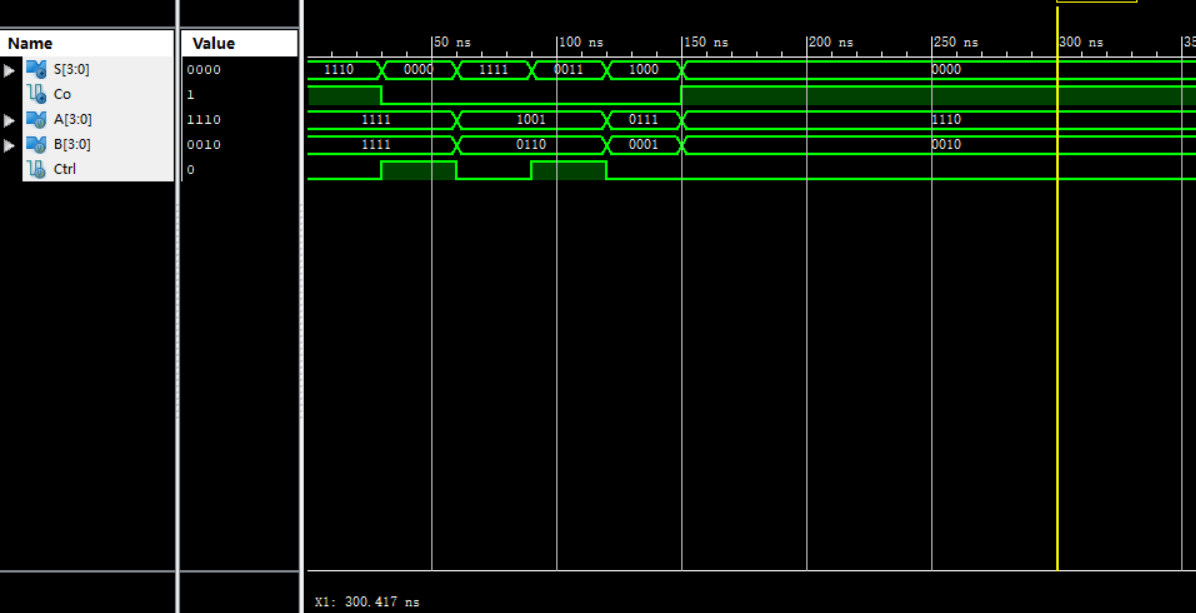 Name Value
50 ns 100 ns 150 ns 200 ns 250 ns 300 ns 35
S[3:0] 0000 1110 0000 1111 0011 1000 0000
Co 1
A[3:0] 1110 1111 1001 0111 1110
B[3:0] 0010 1111 0110 0001 0010
Ctrl 0
X1: 300.417 ns